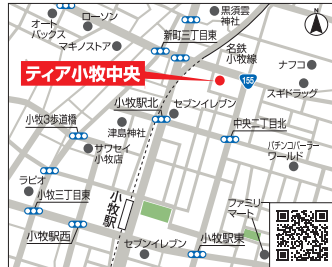 オート
バックス
ローソン
マキノストア
黒須雲
神社
新町三丁目東
名鉄
小牧線
N
ティア小牧中央
155
ナフコ
スギドラッグ
小牧駅北
セブンイレブン
小牧3歩道橋
津島神社
中央二丁目北
サワセイ
小牧店
パチンコバーラー
ワールド
ラピオ
小牧三丁目東
小牧駅
ファミリー
マート
小牧駅西
セブンイレブン
小牧駅東